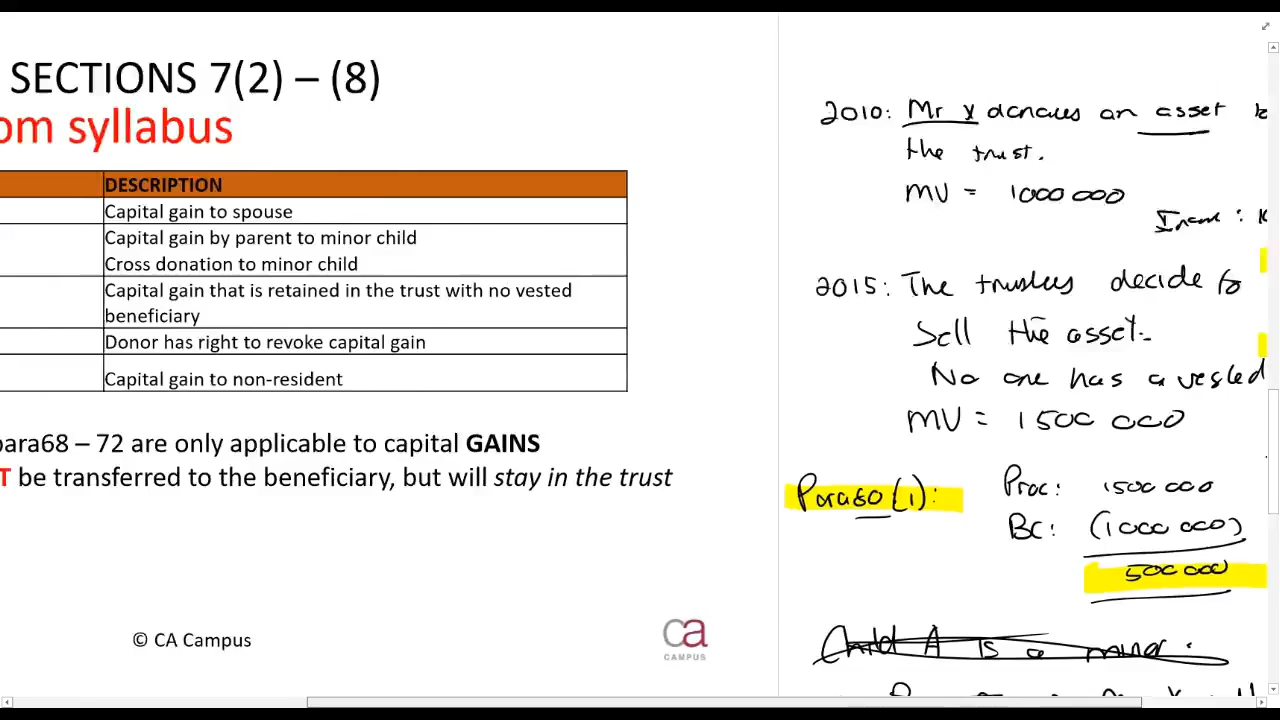 SECTIONS 7(2) – (8)
om syllabus
DESCRIPTION
Capital gain to spouse
Capital gain by parent to minor child
Cross donation to minor child
Capital gain that is retained in the trust with no vested
beneficiary
Donor has right to revoke capital gain
Capital gain to non-resident
para68 – 72 are only applicable to capital GAINS
T be transferred to the beneficiary, but will stay in the trust
© CA Campus
ca
CAMPUS
2010: Mr X donates an asset to
the trust.
MV = 1000 000
2015: The trustees decide to
Sell the asset.
No one has a vested
MV = 1500 000
Para80(1):
Proc: 1500 000
BC: (1000 000)
500 000
Child A is a minor.